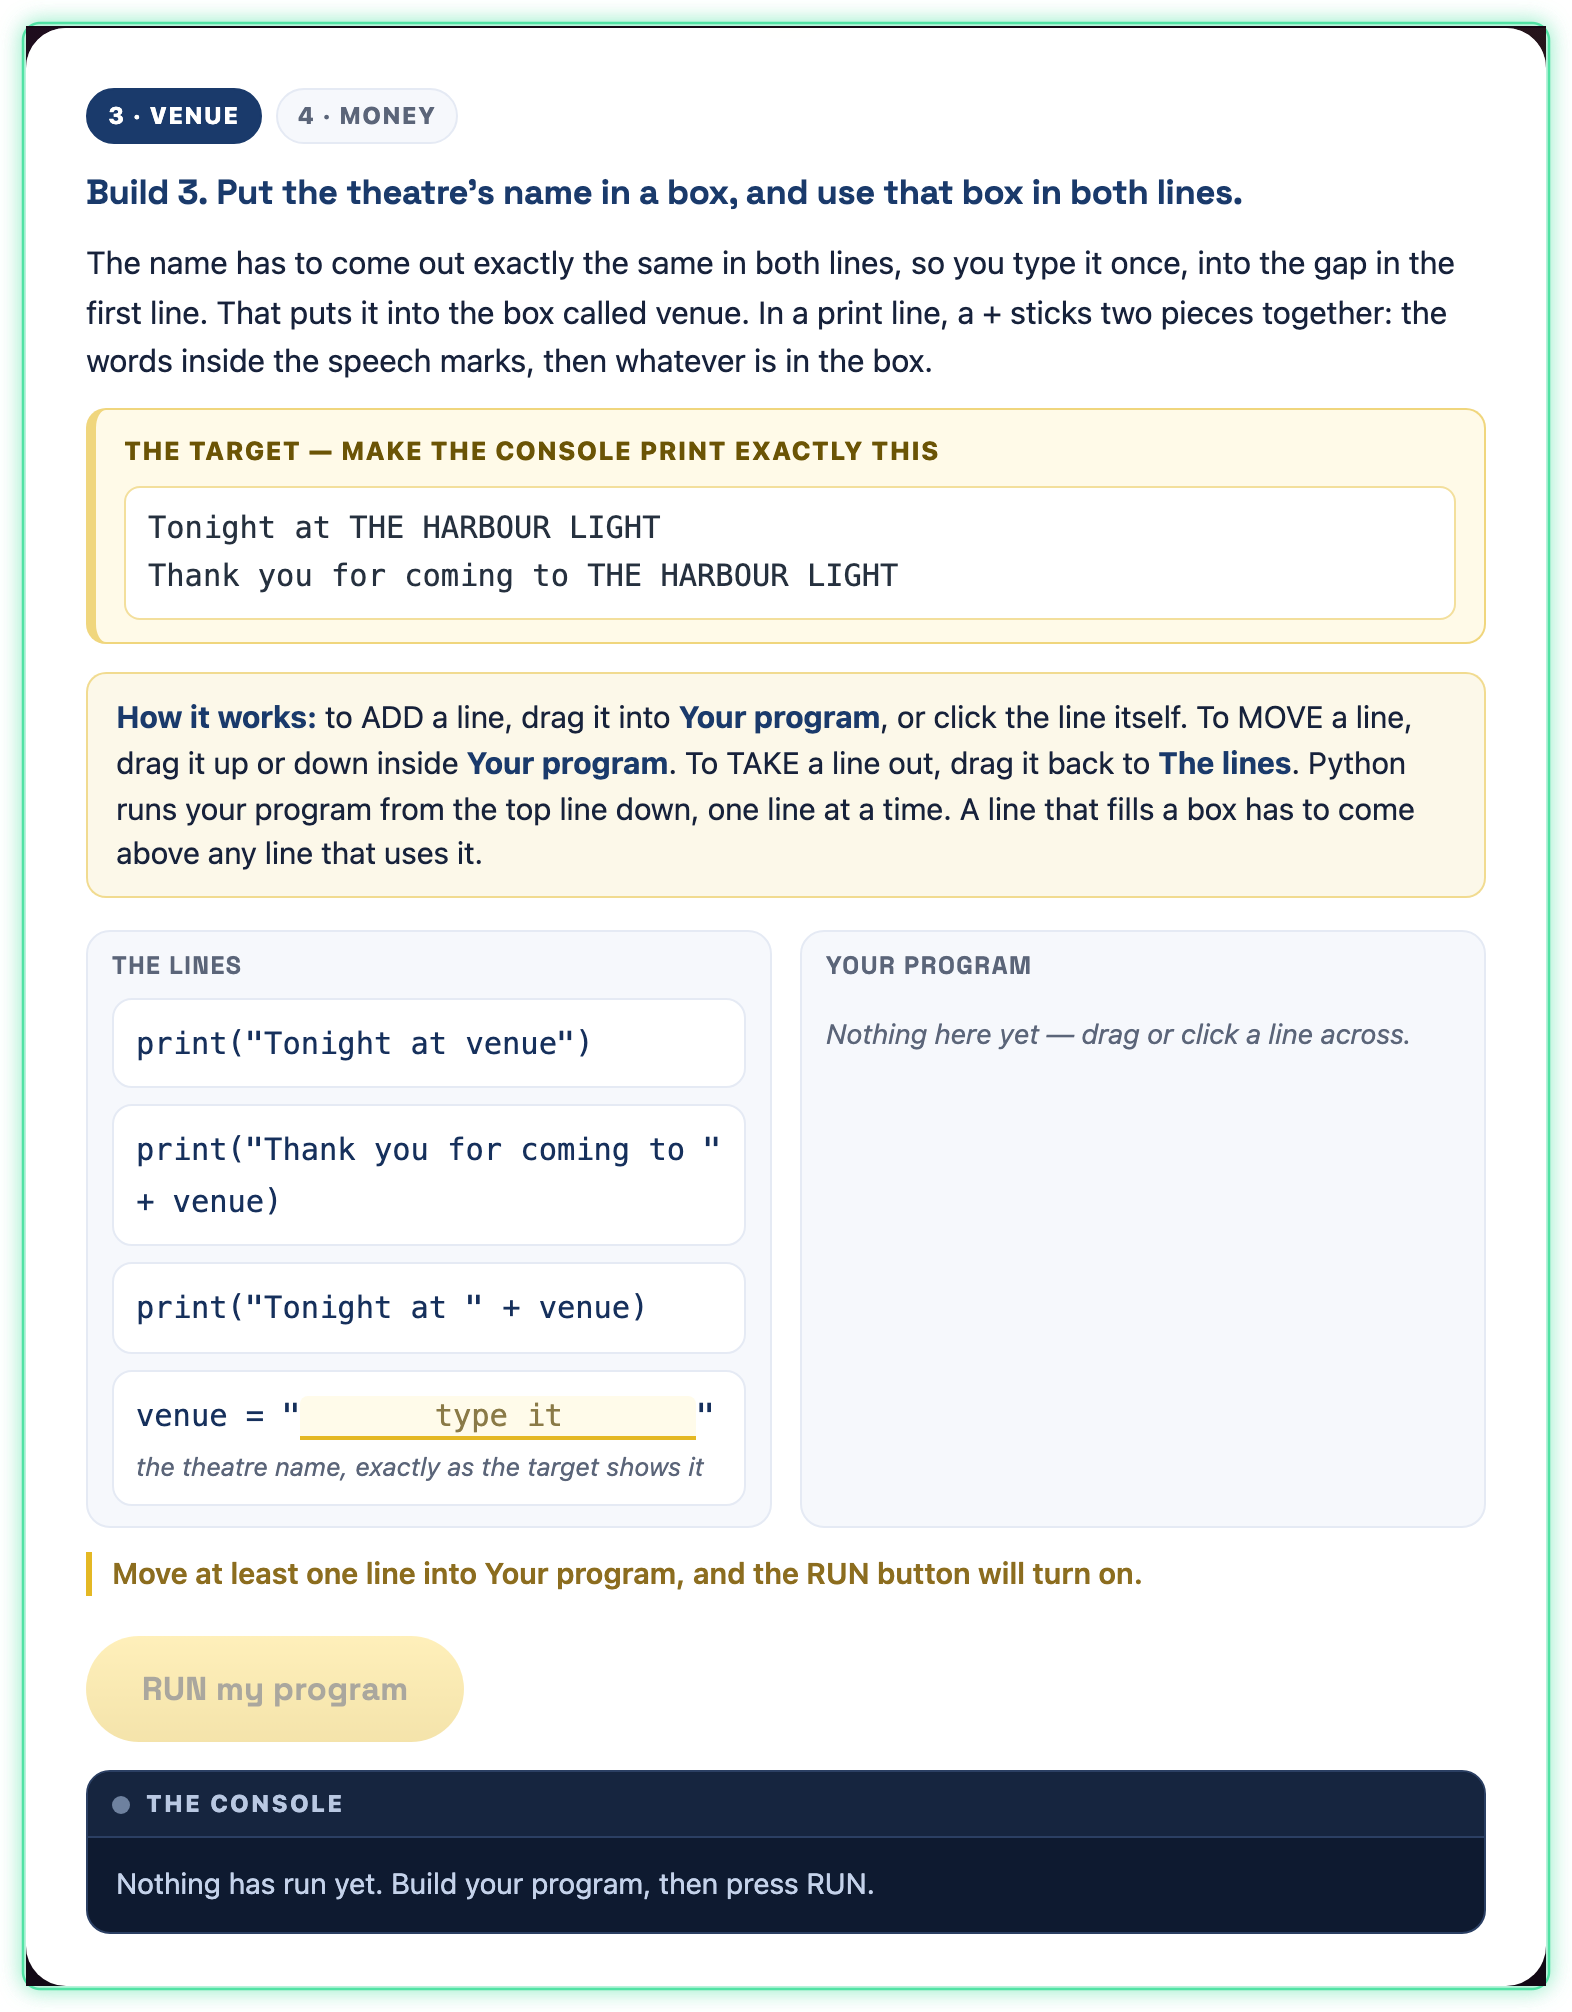 3 · VENUE
4 · MONEY
Build 3. Put the theatre’s name in a box, and use that box in both lines.
The name has to come out exactly the same in both lines, so you type it once, into the gap in the
first line. That puts it into the box called venue. In a print line, a + sticks two pieces together: the
words inside the speech marks, then whatever is in the box.
THE TARGET — MAKE THE CONSOLE PRINT EXACTLY THIS
Tonight at THE HARBOUR LIGHT
Thank you for coming to THE HARBOUR LIGHT
How it works: to ADD a line, drag it into Your program, or click the line itself. To MOVE a line,
drag it up or down inside Your program. To TAKE a line out, drag it back to The lines. Python
runs your program from the top line down, one line at a time. A line that fills a box has to come
above any line that uses it.
THE LINES
print("Tonight at venue")
print("Thank you for coming to "
+ venue)
print("Tonight at " + venue)
venue = "type it"
the theatre name, exactly as the target shows it
YOUR PROGRAM
Nothing here yet — drag or click a line across.
Move at least one line into Your program, and the RUN button will turn on.
RUN my program
THE CONSOLE
Nothing has run yet. Build your program, then press RUN.